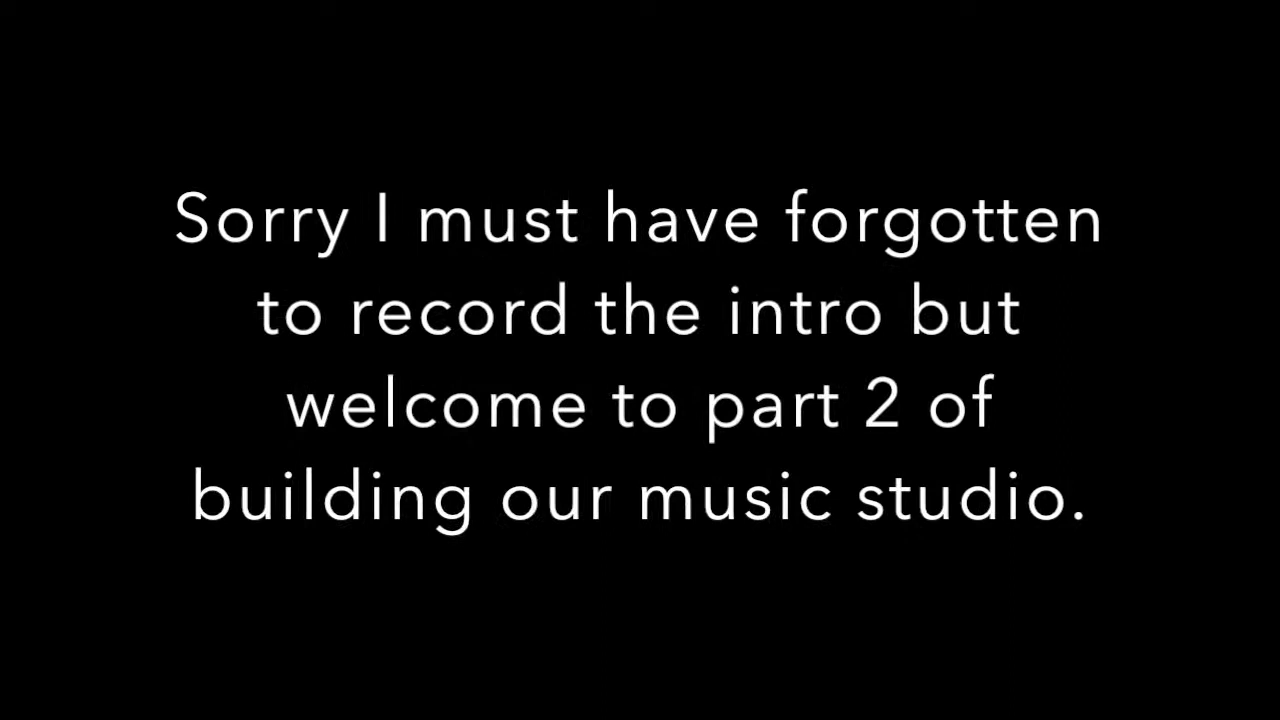 Sorry I must have forgotten
to record the intro but
welcome to part 2 of
building our music studio.